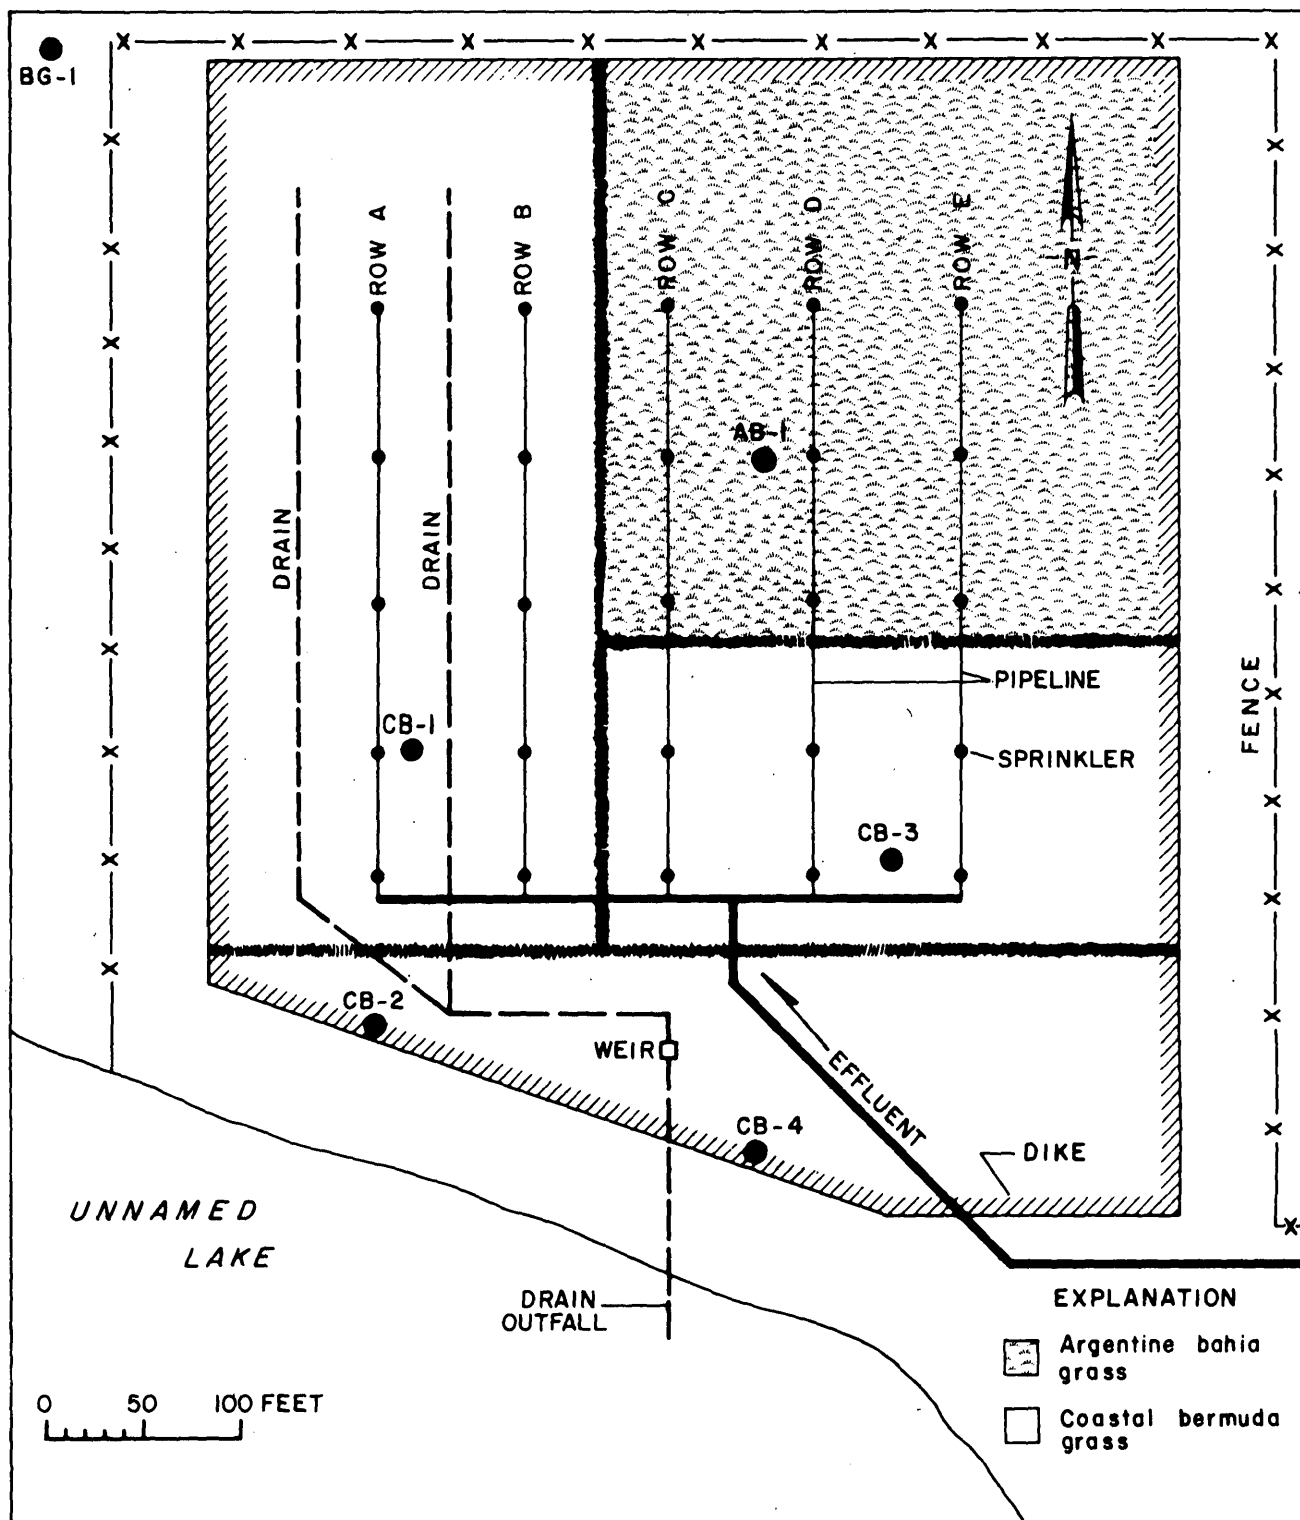 BG-1
ROW A
ROW B
ROW C
ROW D
ROW E
N
AB-1
DRAIN
DRAIN
PIPELINE
FENCE
CB-1
SPRINKLER
CB-3
CB-2
WEIR
EFFLUENT
CB-4
DIKE
UNNAMED
LAKE
DRAIN
OUTFALL
EXPLANATION
Argentine bahia
grass
Coastal bermuda
grass
0 50 100 FEET